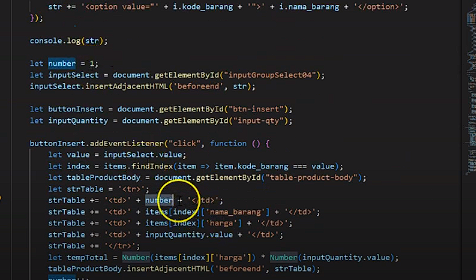 str += '<option value=" + i.kode_barang + '">' + i.nama_barang + '</option>'
});
console.log(str);
let number = 1;
let inputSelect = document.getElementById("inputGroupSelect04");
inputSelect.insertAdjacentHTML('beforeend', str);
let buttonInsert = document.getElementById("btn-insert");
let inputQuantity = document.getElementById("input-qty");
buttonInsert.addEventListener("click", function () {
let value = inputSelect.value;
let index = items.findIndex(item => item.kode_barang === value);
let tableProductBody = document.getElementById("table-product-body");
let strTable = '<tr>';
strTable += '<td>' + number + '</td>'
strTable += '<td>' + items[index]['nama_barang'] + '</td>'
strTable += '<td>' + items[index]['harga'] + '</td>'
strTable += '<td>' + inputQuantity.value + '</td>'
strTable += '</tr>'
let tempTotal = Number(items[index]['harga']) * Number(inputQuantity.value)
tableProductBody.insertAdjacentHTML('beforeend', strTable)
number++